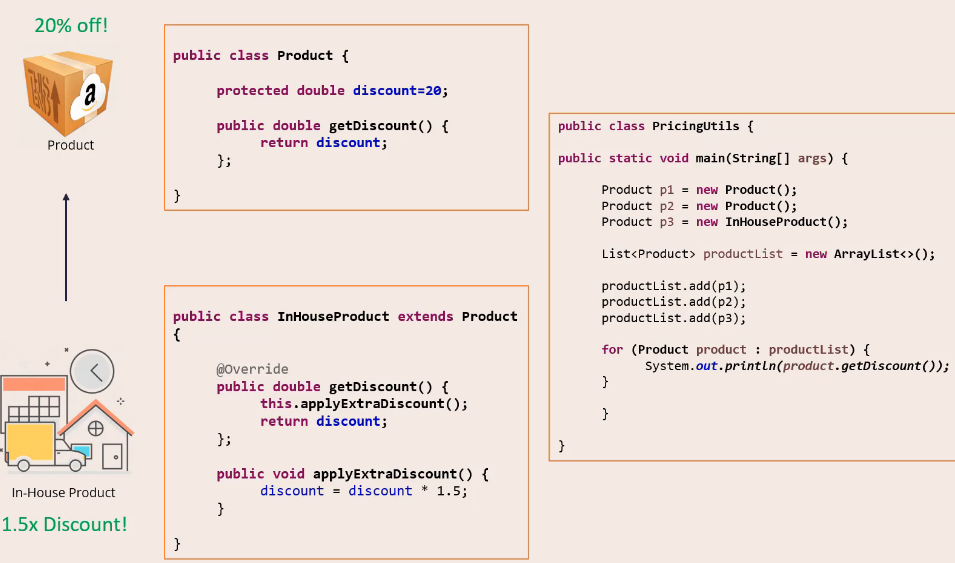 20% off!
a
Product
public class Product {
protected double discount=20;
public double getDiscount() {
return discount;
};
}
In-House Product
1.5x Discount!
public class InHouseProduct extends Product
{
@Override
public double getDiscount() {
this.applyExtraDiscount();
return discount;
};
public void applyExtraDiscount() {
discount = discount * 1.5;
}
}
public class PricingUtils {
public static void main(String[] args) {
Product p1 = new Product();
Product p2 = new Product();
Product p3 = new InHouseProduct();
List<Product> productList = new ArrayList<>();
productList.add(p1);
productList.add(p2);
productList.add(p3);
for (Product product : productList) {
System.out.println(product.getDiscount());
}
}
}